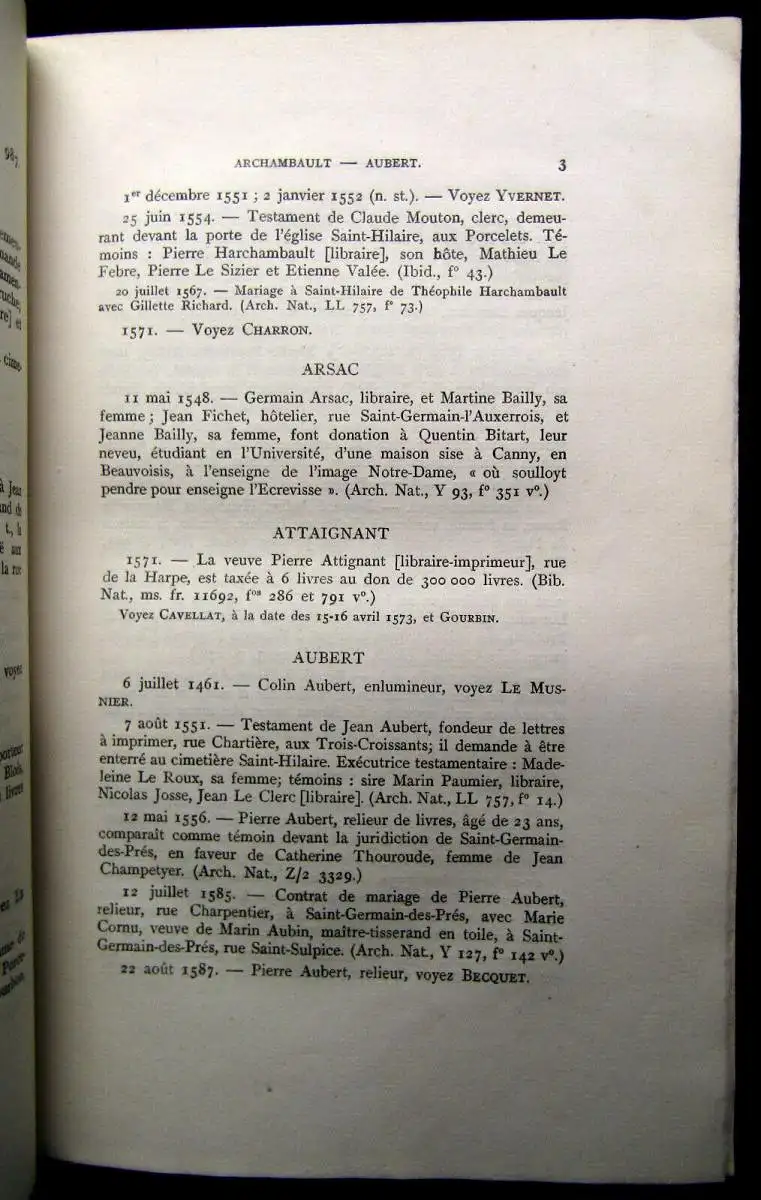 987.
ARCHAMBAULT — AUBERT. 3
1er décembre 1551 ; 2 janvier 1552 (n. st.). — Voyez YVERNET.
25 juin 1554. — Testament de Claude Mouton, clerc, demeu-
rant devant la porte de l'église Saint-Hilaire, aux Porcelets. Té-
moins : Pierre Harchambault [libraire], son hôte, Mathieu Le
Febre, Pierre Le Sizier et Etienne Valée. (Ibid., fº 43.)
20 juillet 1567. — Mariage à Saint-Hilaire de Théophile Harchambault
avec Gillette Richard. (Arch. Nat., LL 757, fº 73.)
1571. — Voyez CHARRON.
ARSAC
11 mai 1548. — Germain Arsac, libraire, et Martine Bailly, sa
femme ; Jean Fichet, hôtelier, rue Saint-Germain-l'Auxerrois, et
Jeanne Bailly, sa femme, font donation à Quentin Bitart, leur
neveu, étudiant en l'Université, d'une maison sise à Canny, en
Beauvoisis, à l'enseigne de l'image Notre-Dame, « où soulloyt
pendre pour enseigne l'Ecrevisse ». (Arch. Nat., Y 93, fº 351 vº.)
ATTAIGNANT
1571. — La veuve Pierre Attignant [libraire-imprimeur], rue
de la Harpe, est taxée à 6 livres au don de 300 000 livres. (Bib.
Nat., ms. fr. 11692, fos 286 et 791 vº.)
Voyez CAVELLAT, à la date des 15-16 avril 1573, et GOURBIN.
AUBERT
6 juillet 1461. — Colin Aubert, enlumineur, voyez LE MUS-
NIER.
7 août 1551. — Testament de Jean Aubert, fondeur de lettres
à imprimer, rue Chartière, aux Trois-Croissants; il demande à être
enterré au cimetière Saint-Hilaire. Exécutrice testamentaire : Made-
leine Le Roux, sa femme; témoins : sire Marin Paumier, libraire,
Nicolas Josse, Jean Le Clerc [libraire]. (Arch. Nat., LL 757, fº 14.)
12 mai 1556. — Pierre Aubert, relieur de livres, âgé de 23 ans,
comparaît comme témoin devant la juridiction de Saint-Germain-
des-Prés, en faveur de Catherine Thouroude, femme de Jean
Champetyer. (Arch. Nat., Z/2 3329.)
12 juillet 1585. — Contrat de mariage de Pierre Aubert,
relieur, rue Charpentier, à Saint-Germain-des-Prés, avec Marie
Cornu, veuve de Marin Aubin, maître-tisserand en toile, à Saint-
Germain-des-Prés, rue Saint-Sulpice. (Arch. Nat., Y 127, fº 142 vº.)
22 août 1587. — Pierre Aubert, relieur, voyez BECQUET.